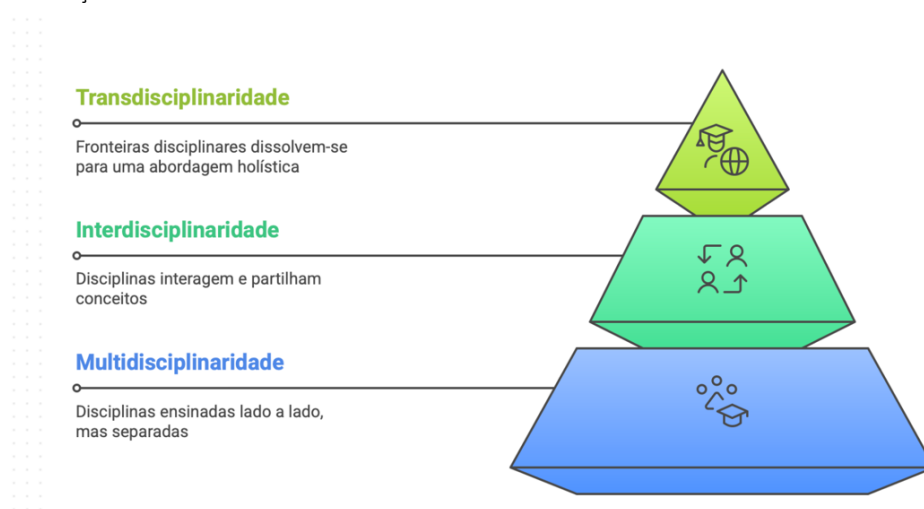 Transdisciplinaridade
Fronteiras disciplinares dissolvem-se
para uma abordagem holística
Interdisciplinaridade
Disciplinas interagem e partilham
conceitos
Multidisciplinaridade
Disciplinas ensinadas lado a lado,
mas separadas